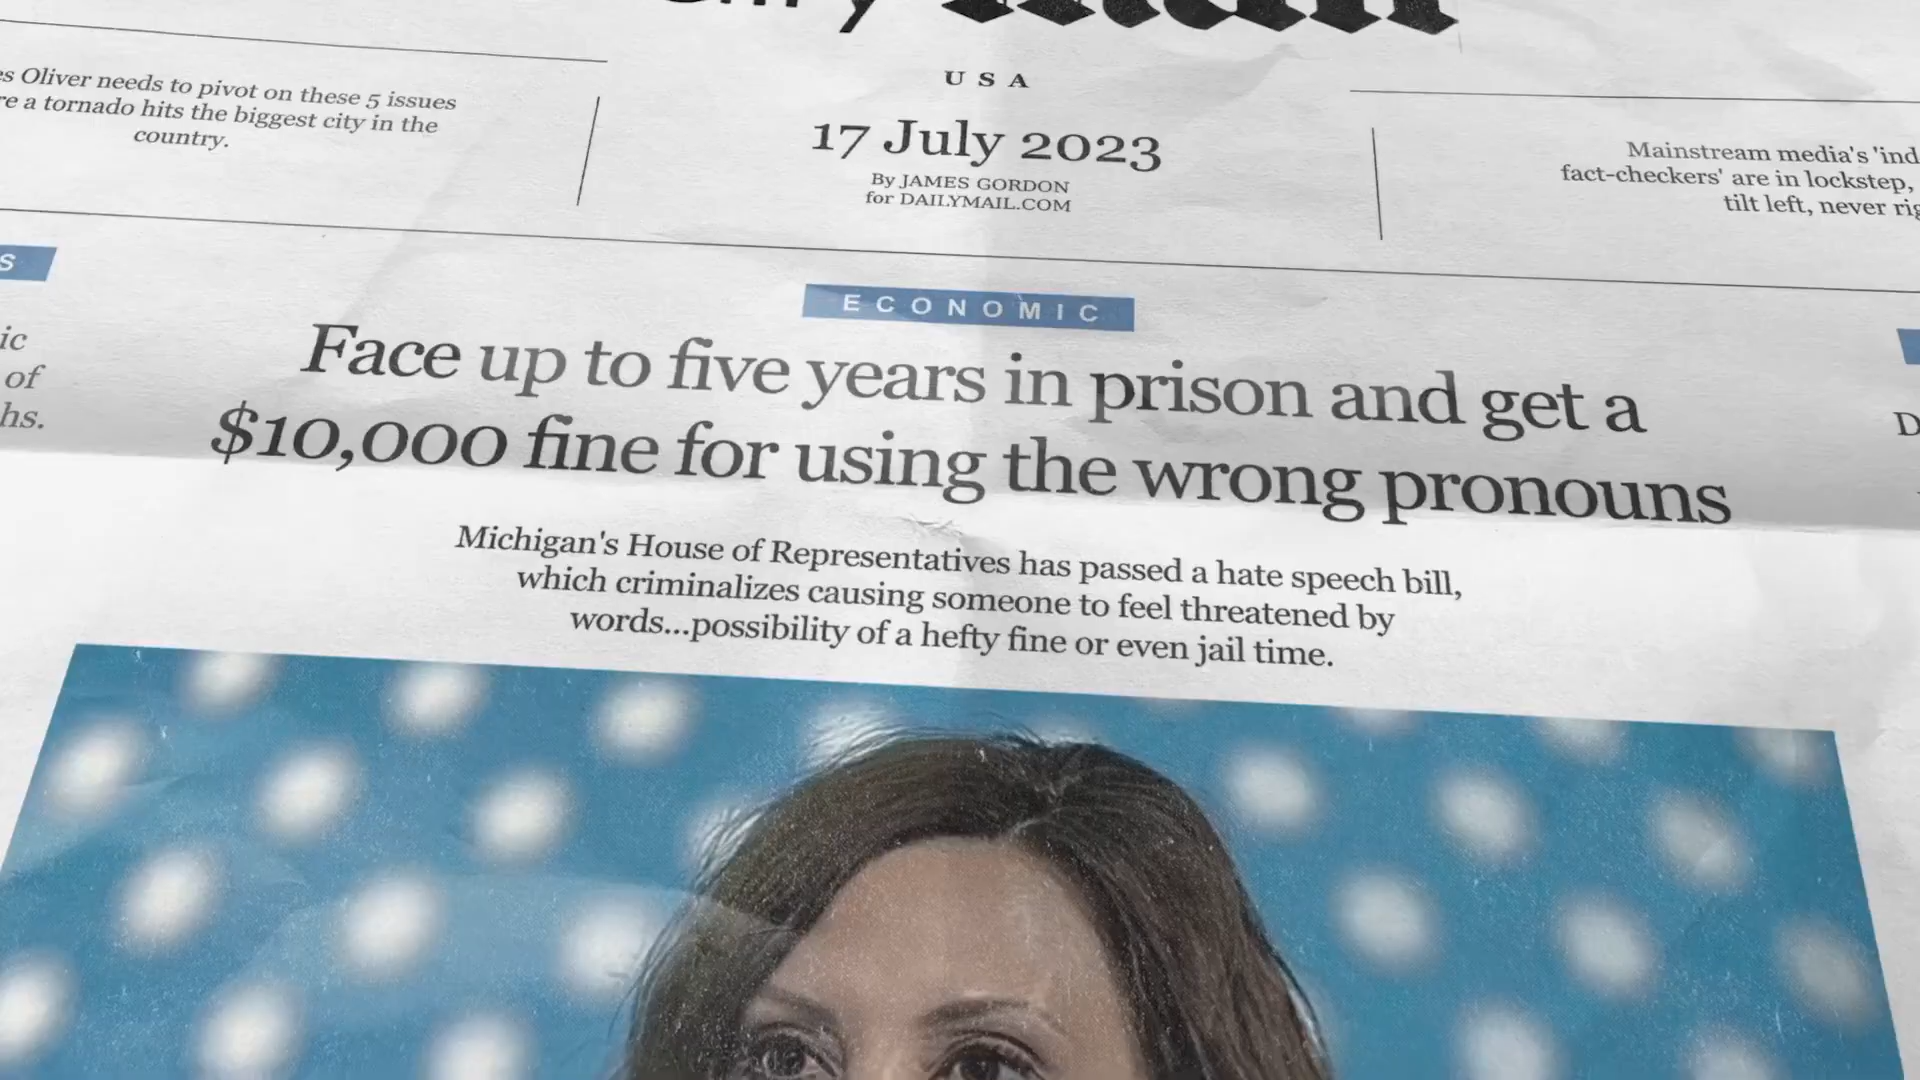 USA
s Oliver needs to pivot on these 5 issues
re a tornado hits the biggest city in the
country.
17 July 2023
By JAMES GORDON
for DAILYMAIL.COM
Mainstream media's 'ind
fact-checkers' are in lockstep,
tilt left, never rig
S
ECONOMIC
ic
of
hs.
Face up to five years in prison and get a
$10,000 fine for using the wrong pronouns
D
Michigan's House of Representatives has passed a hate speech bill,
which criminalizes causing someone to feel threatened by
words...possibility of a hefty fine or even jail time.